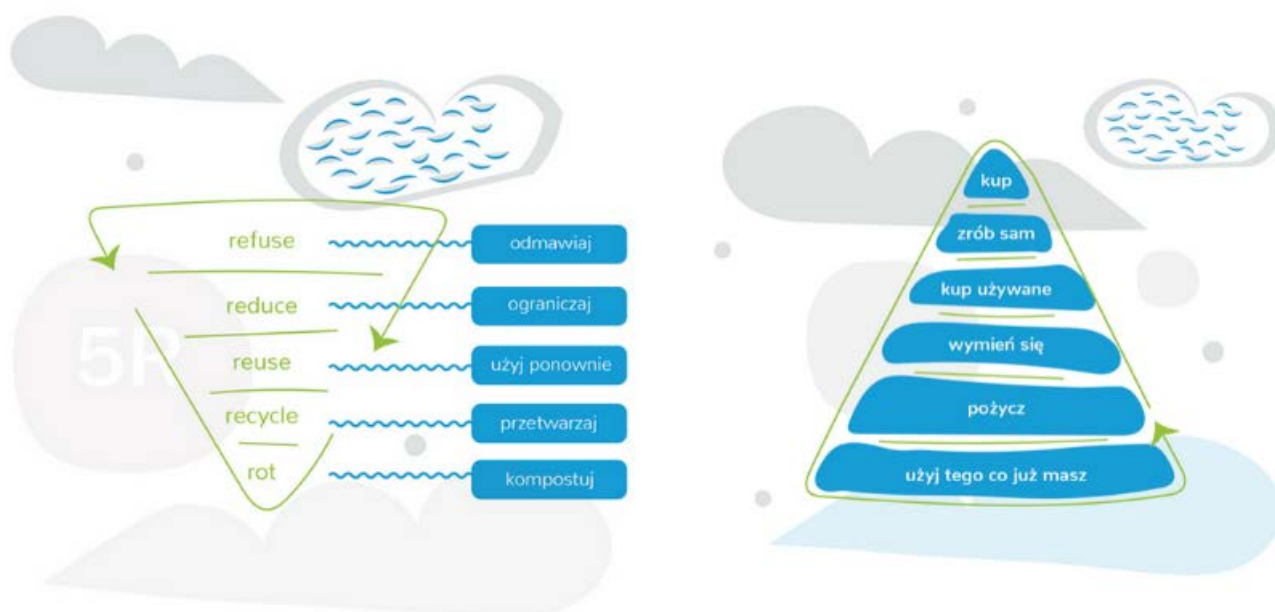 5R
refuse
odmawiaj
reduce
ograniczaj
reuse
użyj ponownie
recycle
przetwarzaj
rot
kompostuj
kup
zrób sam
kup używane
wymień się
pożycz
użyj tego co już masz